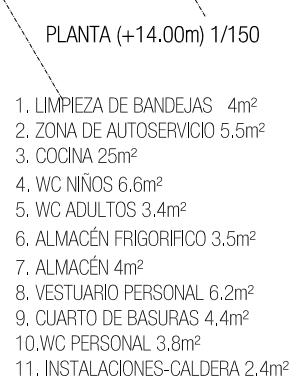 PLANTA (+14.00m) 1/150
1. LIMPIEZA DE BANDEJAS 4m²
2. ZONA DE AUTOSERVICIO 5.5m²
3. COCINA 25m²
4. WC NIÑOS 6.6m²
5. WC ADULTOS 3.4m²
6. ALMACÉN FRIGORIFICO 3.5m²
7. ALMACÉN 4m²
8. VESTUARIO PERSONAL 6.2m²
9. CUARTO DE BASURAS 4.4m²
10.WC PERSONAL 3.8m²
11. INSTALACIONES-CALDERA 2.4m²